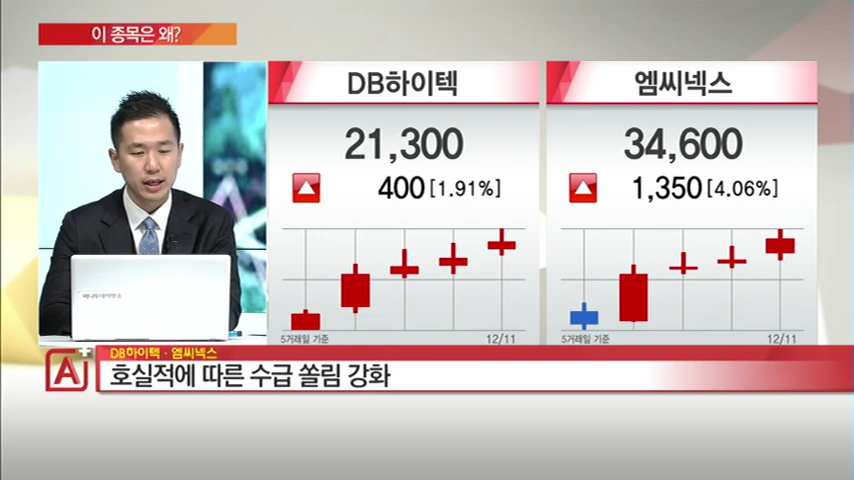 이 종목은 왜?
DB하이텍
21,300
400 [1.91%]
5거래일 기준
12/11
엠씨넥스
34,600
1,350 [4.06%]
5거래일 기준
12/11
A+
DB하이텍 · 엠씨넥스
호실적에 따른 수급 쏠림 강화